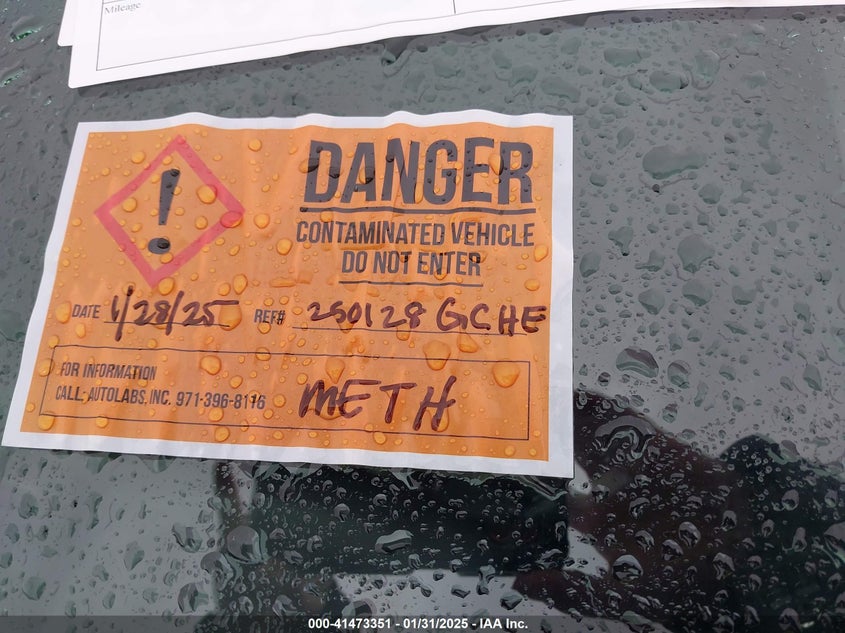 Mileage
!
DANGER
CONTAMINATED VEHICLE
DO NOT ENTER
DATE 1/28/25 REF# 250128 GCHE
FOR INFORMATION
CALL: AUTOLABS, INC. 971-396-8116 METH
000-41473351 — 01/31/2025 — IAA Inc.